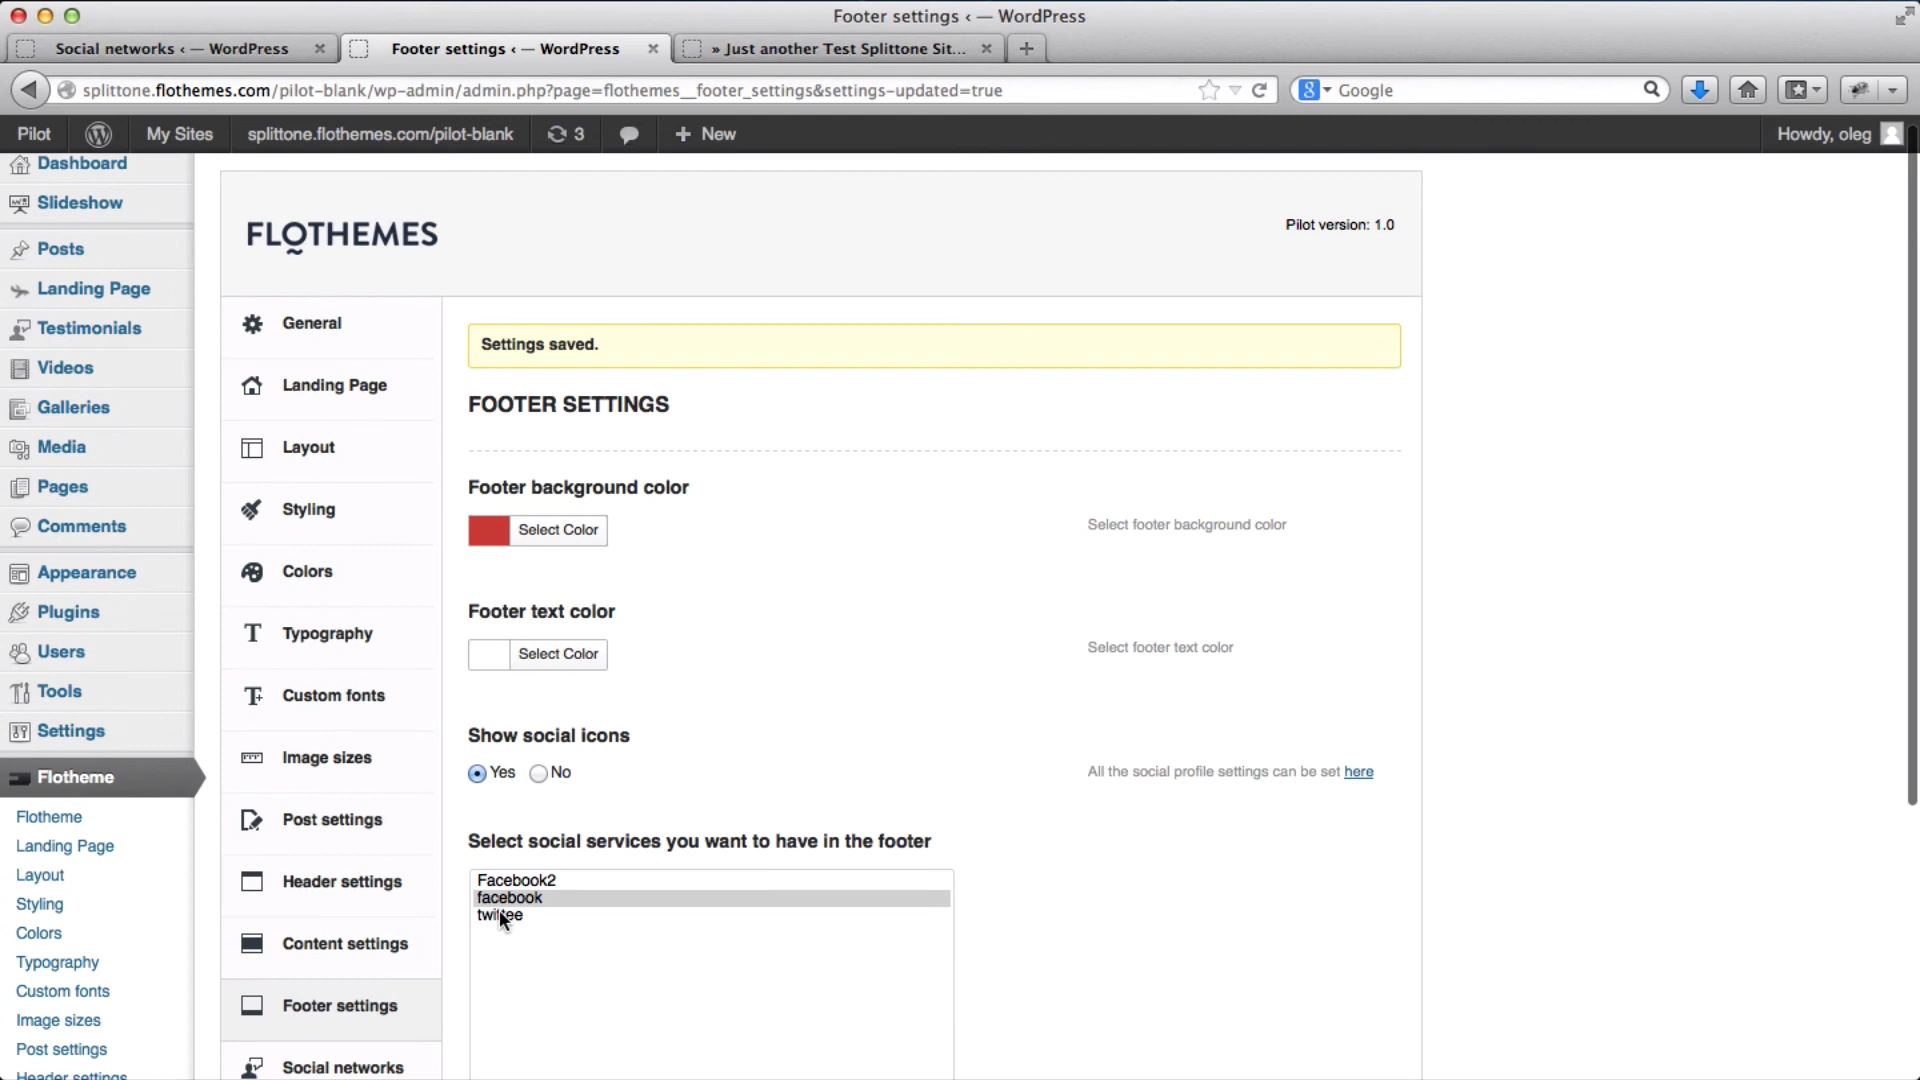 Footer settings ‹ — WordPress
Social networks ‹ — WordPress
Footer settings ‹ — WordPress
» Just another Test Splittone Sit...
splittone.flothemes.com/pilot-blank/wp-admin/admin.php?page=flothemes__footer_settings&settings-updated=true
Google
Pilot
My Sites
splittone.flothemes.com/pilot-blank
3
+ New
Howdy, oleg
Dashboard
Slideshow
Posts
Landing Page
Testimonials
Videos
Galleries
Media
Pages
Comments
Appearance
Plugins
Users
Tools
Settings
Flotheme
Flotheme
Landing Page
Layout
Styling
Colors
Typography
Custom fonts
Image sizes
Post settings
Header settings
FLOTHEMES
Pilot version: 1.0
General
Landing Page
Layout
Styling
Colors
Typography
Custom fonts
Image sizes
Post settings
Header settings
Content settings
Footer settings
Social networks
Settings saved.
FOOTER SETTINGS
Footer background color
Select Color
Select footer background color
Footer text color
Select Color
Select footer text color
Show social icons
Yes No
All the social profile settings can be set here
Select social services you want to have in the footer
Facebook2
facebook